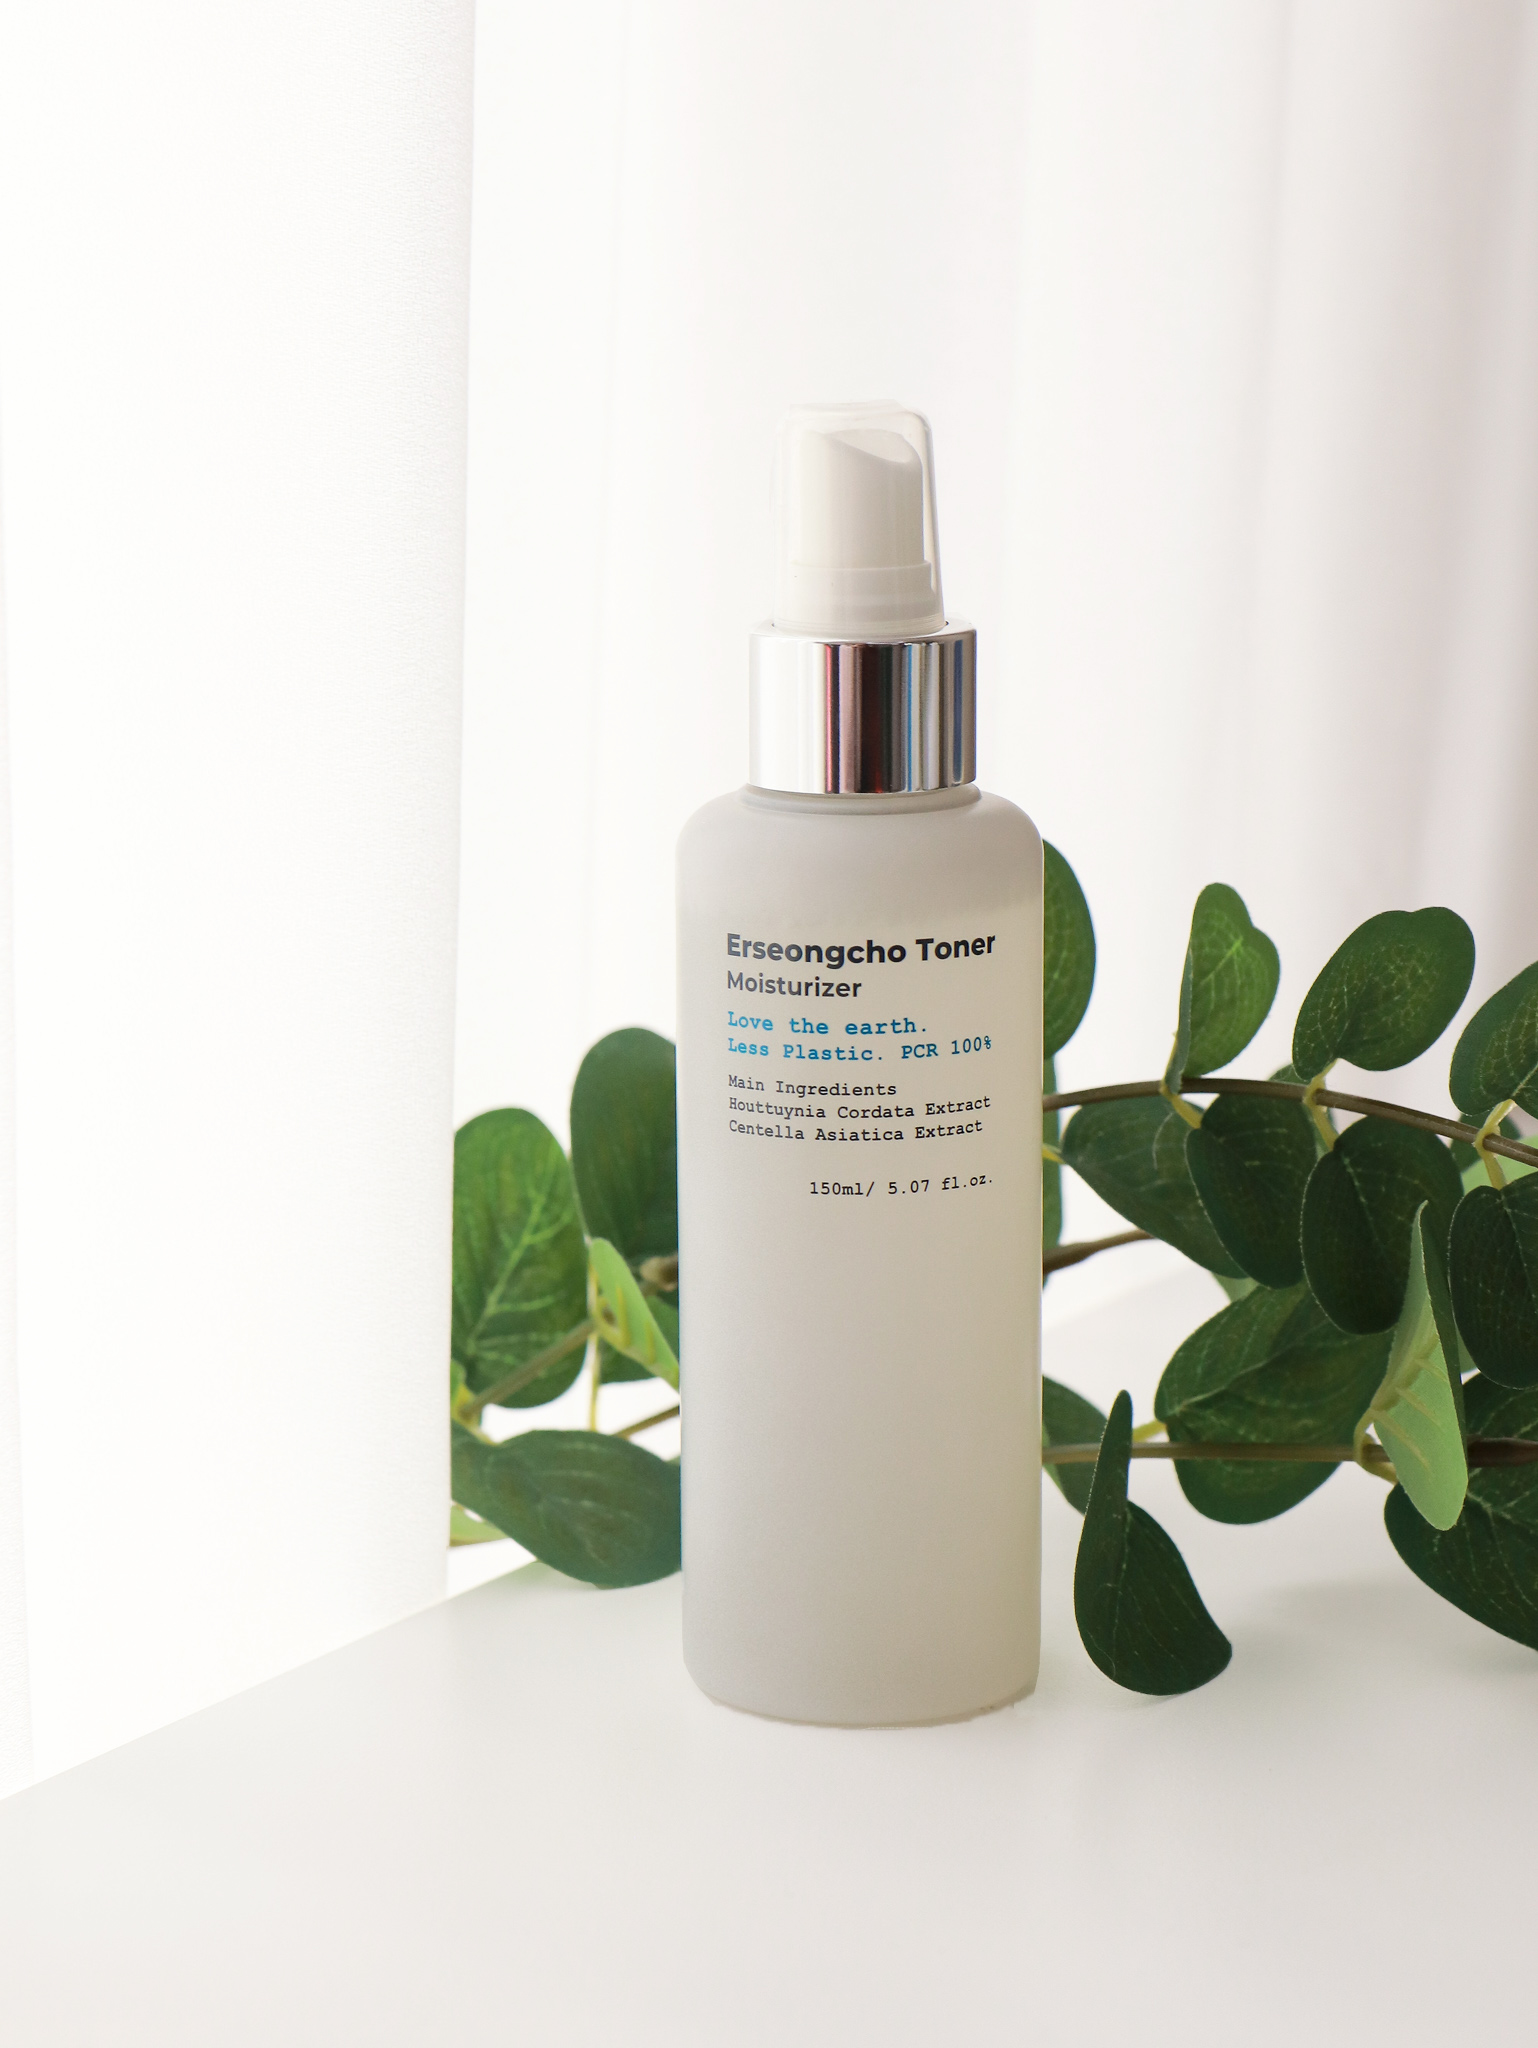 Erseongcho Toner
Moisturizer
Love the earth.
Less Plastic. PCR 100%
Main Ingredients
Houttuynia Cordata Extract
Centella Asiatica Extract
150ml/ 5.07 fl.oz.